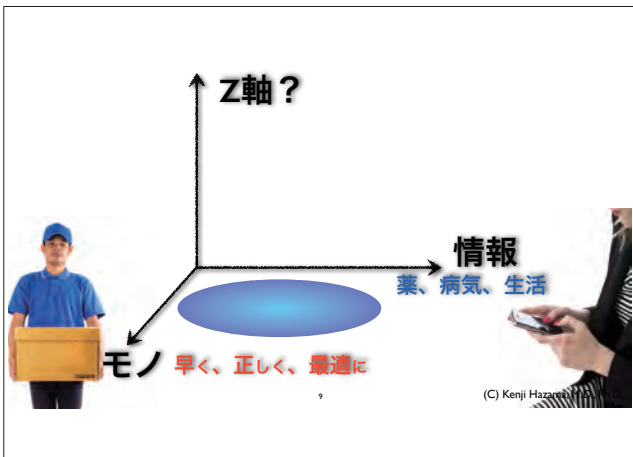 Z軸？
情報
薬、病気、生活
モノ 早く、正しく、最適に
9
(C) Kenji Hazama, M.D., Ph.D.